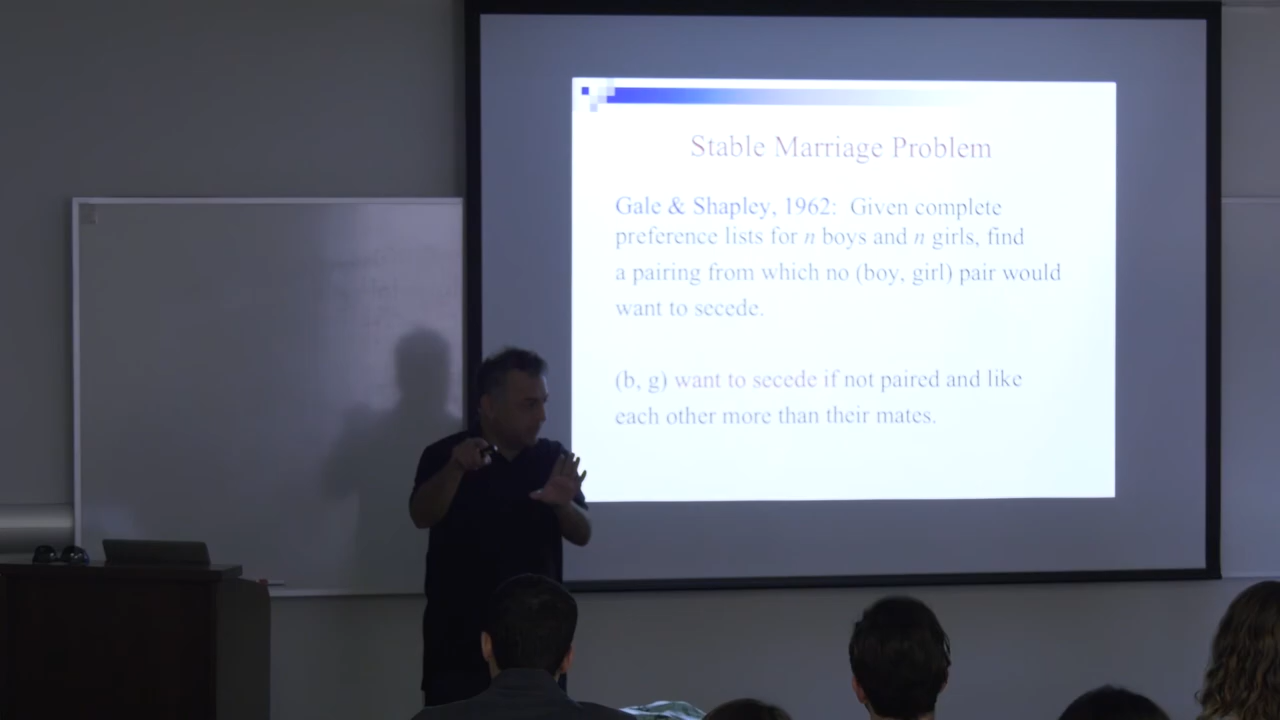 Stable Marriage Problem
Gale & Shapley, 1962: Given complete
preference lists for n boys and n girls, find
a pairing from which no (boy, girl) pair would
want to secede.
(b, g) want to secede if not paired and like
each other more than their mates.